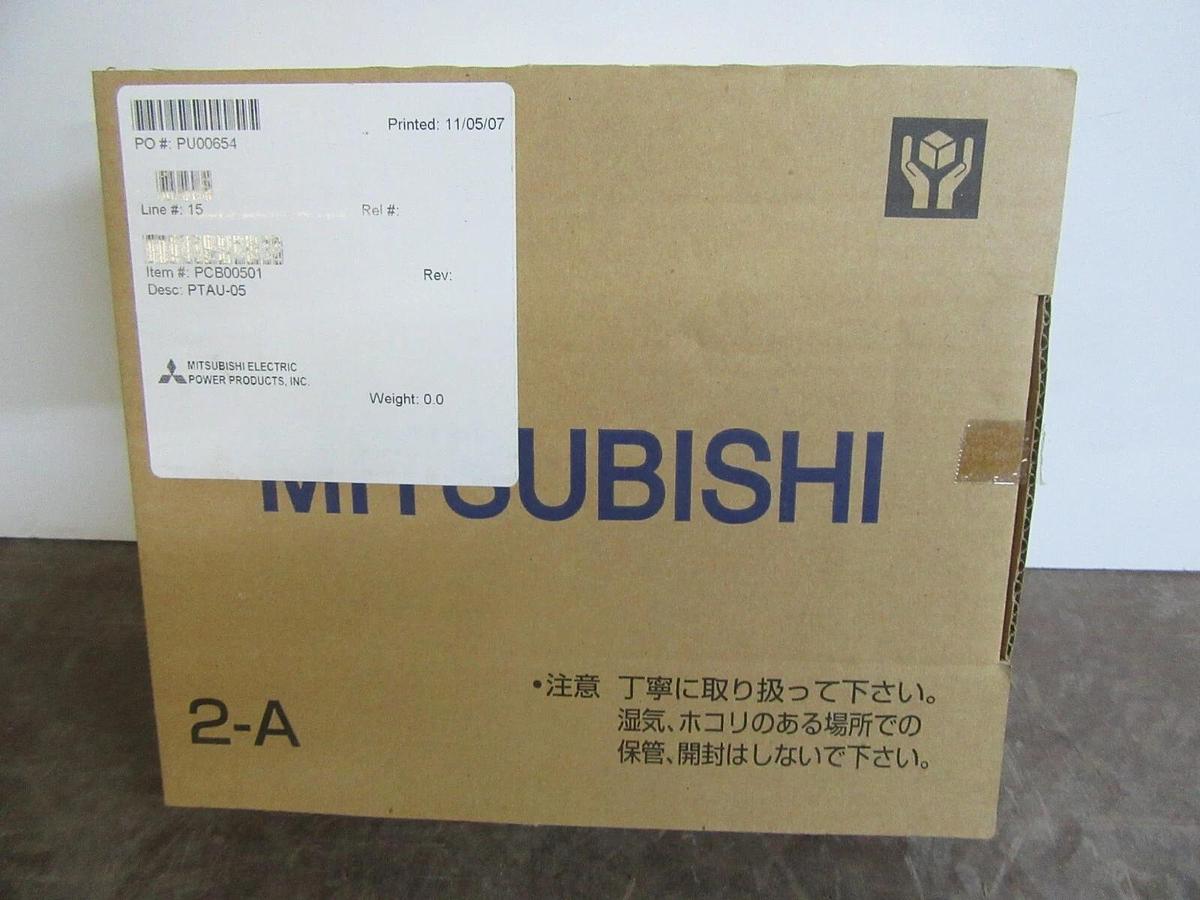 Printed: 11/05/07
PO #: PU00654
Line #: 15 Rel #:
Item #: PCB00501 Rev:
Desc: PTAU-05
MITSUBISHI ELECTRIC
POWER PRODUCTS, INC.
Weight: 0.0
MITSUBISHI
2-A
•注意 丁寧に取り扱って下さい。
湿気、ホコリのある場所での
保管、開封はしないで下さい。